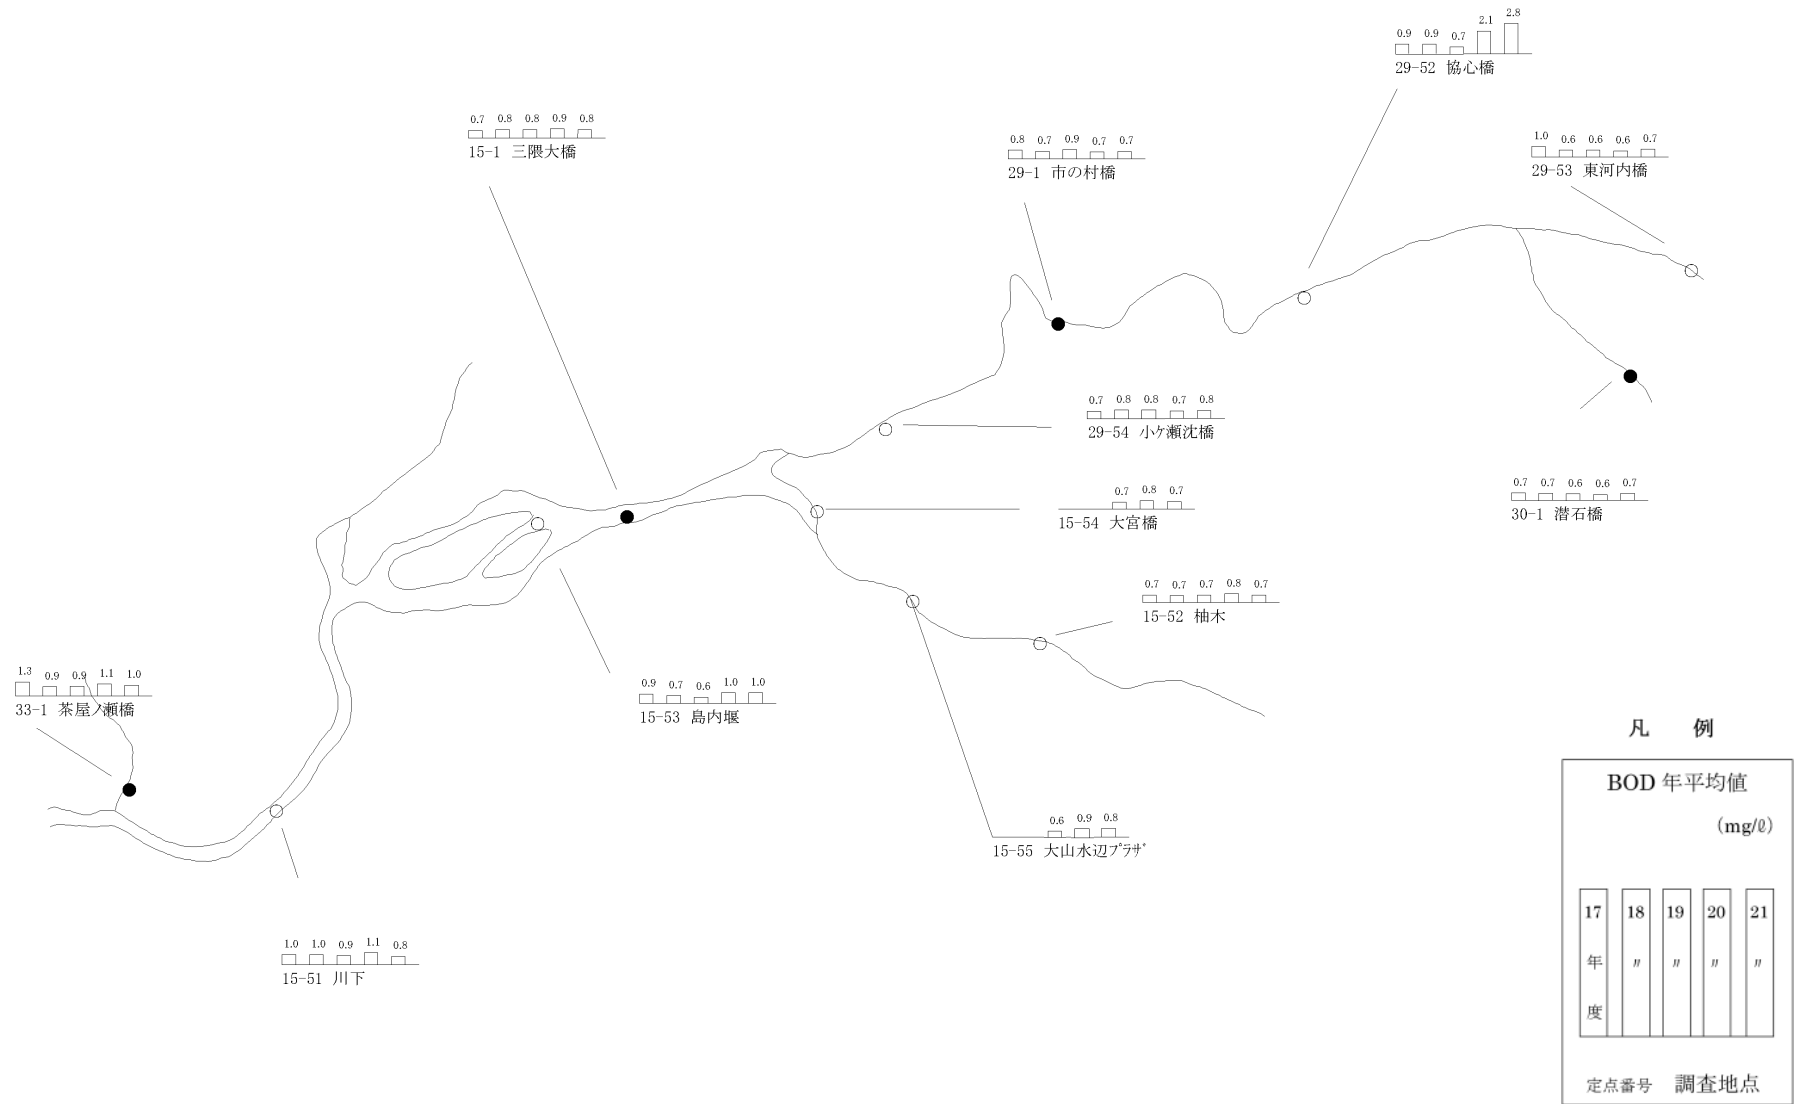 0.9 0.9 0.7 2.1 2.8
29-52 協心橋
0.7 0.8 0.8 0.9 0.8
15-1 三隈大橋
0.8 0.7 0.9 0.7 0.7
29-1 市の村橋
1.0 0.6 0.6 0.6 0.7
29-53 東河内橋
0.7 0.8 0.8 0.7 0.8
29-54 小ケ瀬沈橋
0.7 0.8 0.7
15-54 大宮橋
0.7 0.7 0.6 0.6 0.7
30-1 潜石橋
0.7 0.7 0.7 0.8 0.7
15-52 柚木
1.3 0.9 0.9 1.1 1.0
33-1 茶屋ノ瀬橋
0.9 0.7 0.6 1.0 1.0
15-53 島内堰
0.6 0.9 0.8
15-55 大山水辺プラザ
1.0 1.0 0.9 1.1 0.8
15-51 川下
凡 例
BOD 年平均値
(mg/ℓ)
17 18 19 20 21
年 〃 〃 〃 〃
度
定点番号 調査地点